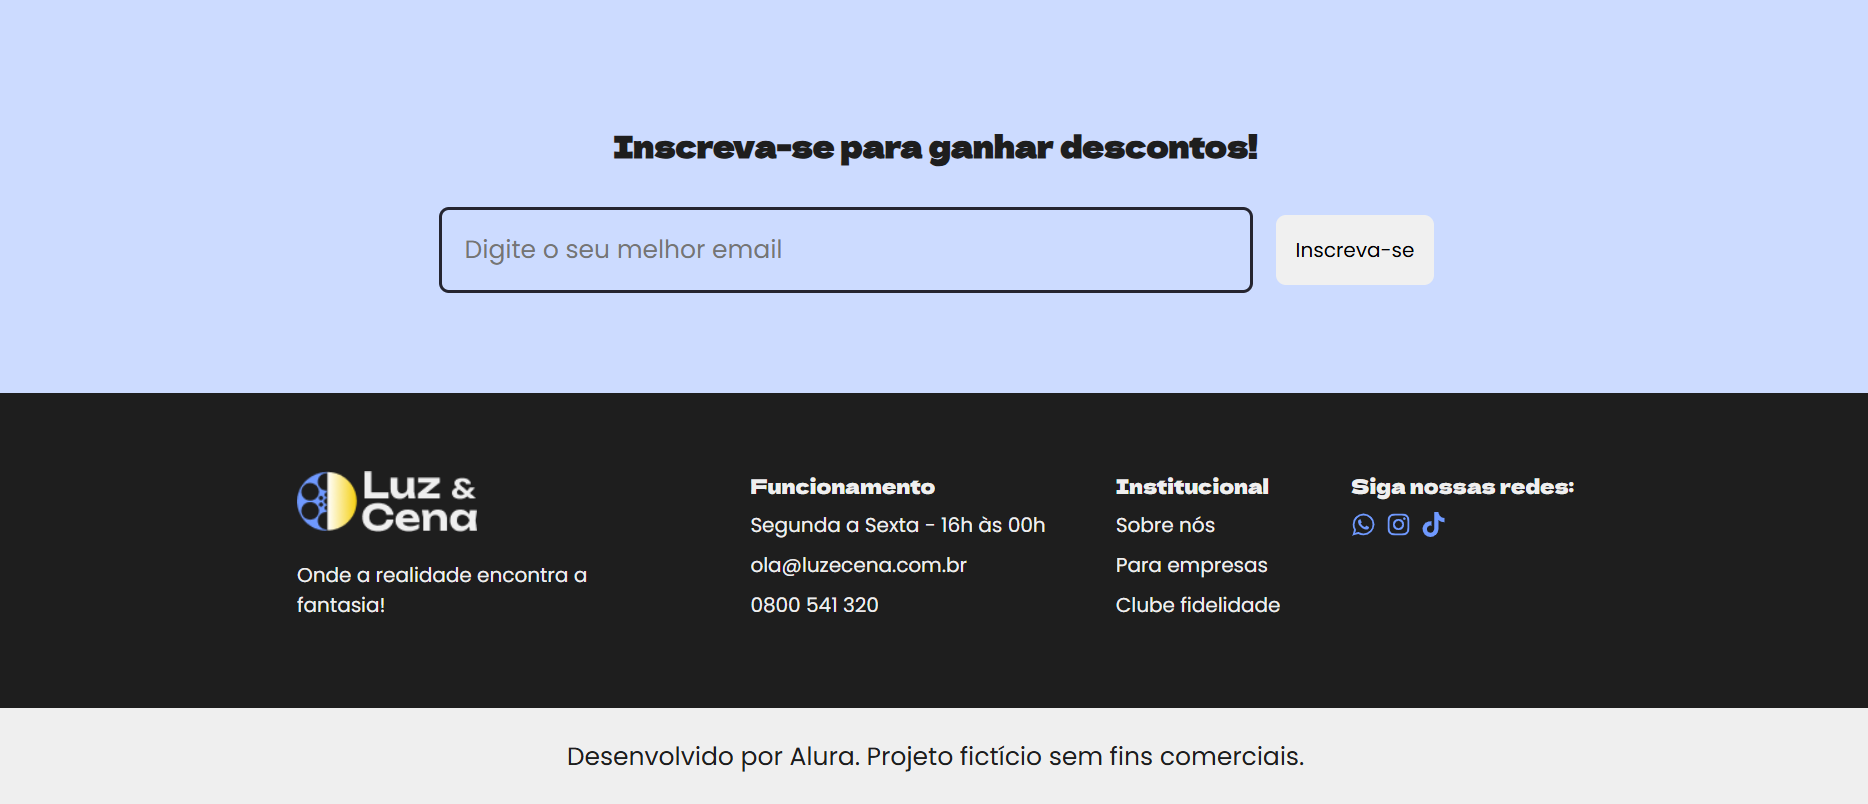 Inscreva-se para ganhar descontos!
Digite o seu melhor email
Inscreva-se
Luz &
Cena
Onde a realidade encontra a
fantasia!
Funcionamento
Segunda a Sexta - 16h às 00h
ola@luzecena.com.br
0800 541 320
Institucional
Sobre nós
Para empresas
Clube fidelidade
Siga nossas redes:
Desenvolvido por Alura. Projeto fictício sem fins comerciais.